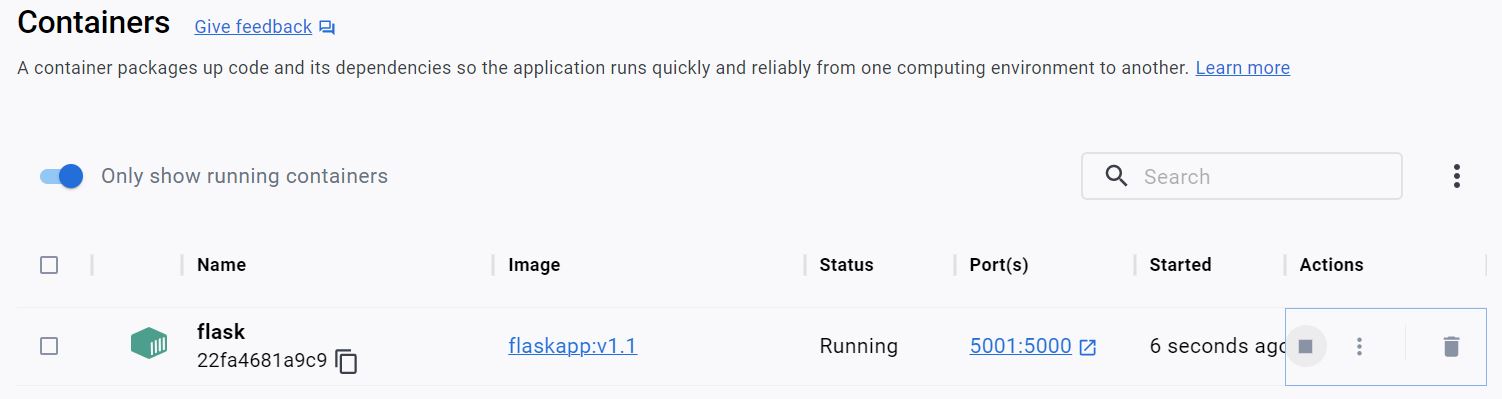 Containers Give feedback
A container packages up code and its dependencies so the application runs quickly and reliably from one computing environment to another. Learn more
Only show running containers Search
Name Image Status Port(s) Started Actions
flask
22fa4681a9c9 flaskapp:v1.1 Running 5001:5000 6 seconds ago